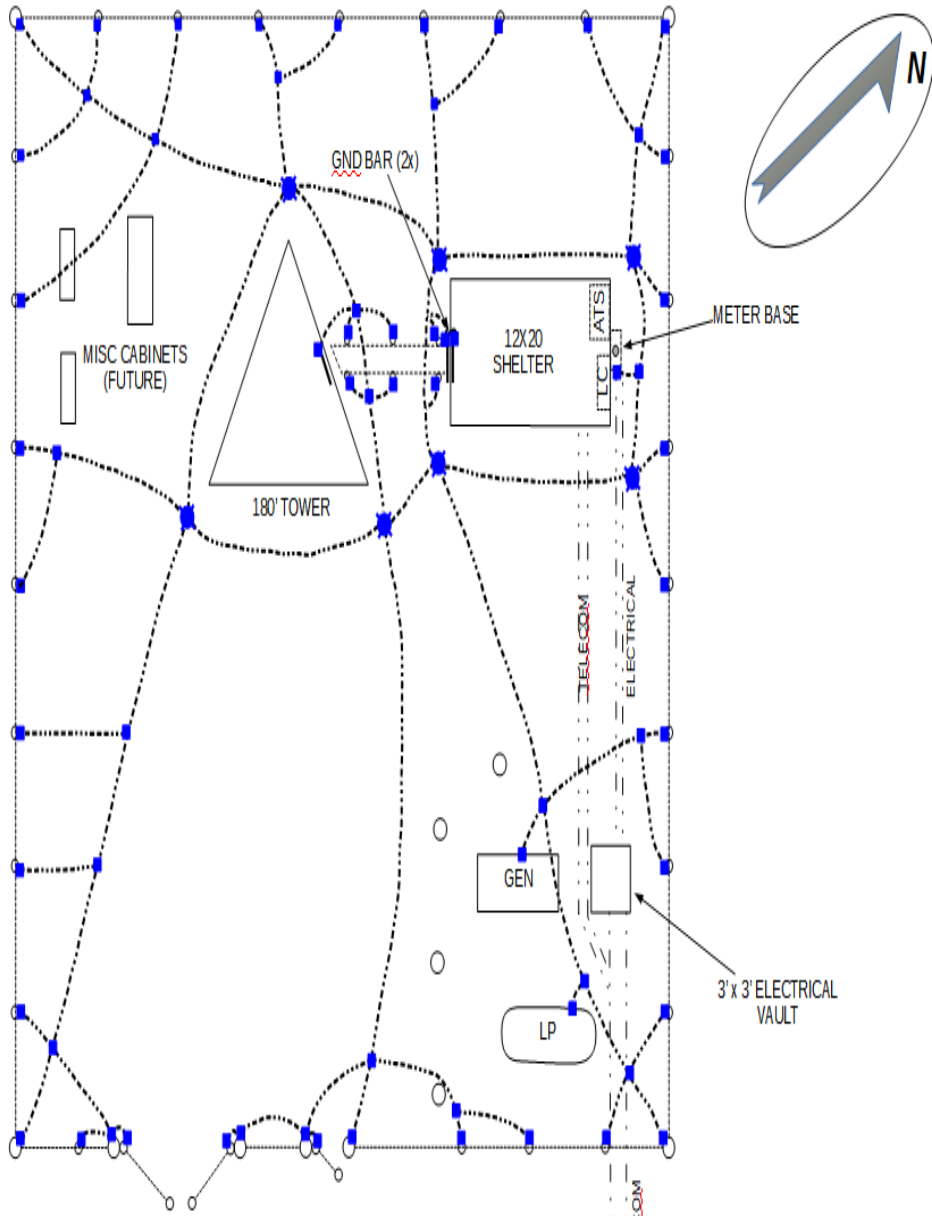 N
GND BAR (2x)
ATS
METER BASE
12X20
SHELTER
MISC CABINETS
(FUTURE)
LC
180' TOWER
TELECOM
ELECTRICAL
GEN
3' x 3' ELECTRICAL
VAULT
LP
COM